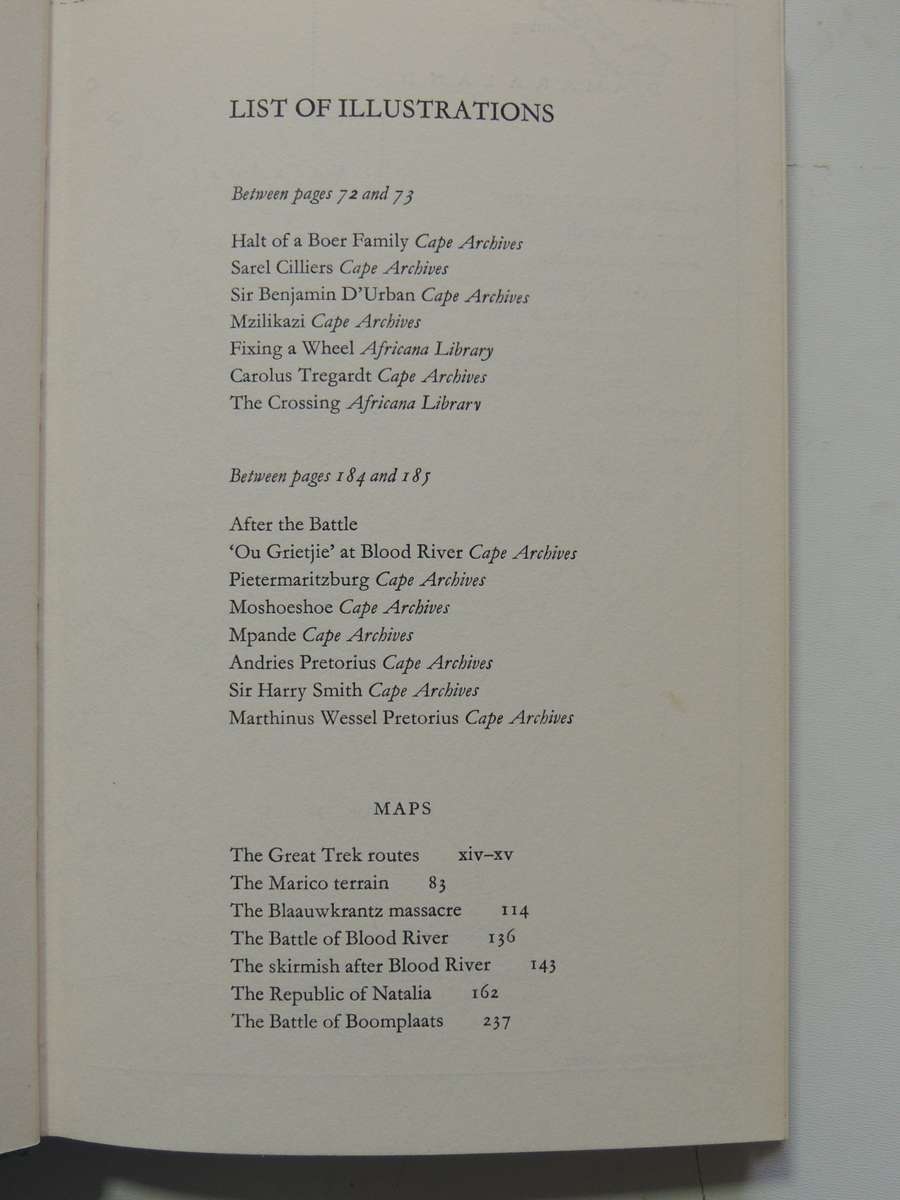 LIST OF ILLUSTRATIONS
Between pages 72 and 73
Halt of a Boer Family Cape Archives
Sarel Cilliers Cape Archives
Sir Benjamin D’Urban Cape Archives
Mzilikazi Cape Archives
Fixing a Wheel Africana Library
Carolus Tregardt Cape Archives
The Crossing Africana Library
Between pages 184 and 185
After the Battle
‘Ou Grietjie’ at Blood River Cape Archives
Pietermaritzburg Cape Archives
Moshoeshoe Cape Archives
Mpande Cape Archives
Andries Pretorius Cape Archives
Sir Harry Smith Cape Archives
Marthinus Wessel Pretorius Cape Archives
MAPS
The Great Trek routes xiv–xv
The Marico terrain 83
The Blaauwkrantz massacre 114
The Battle of Blood River 136
The skirmish after Blood River 143
The Republic of Natalia 162
The Battle of Boomplaats 237